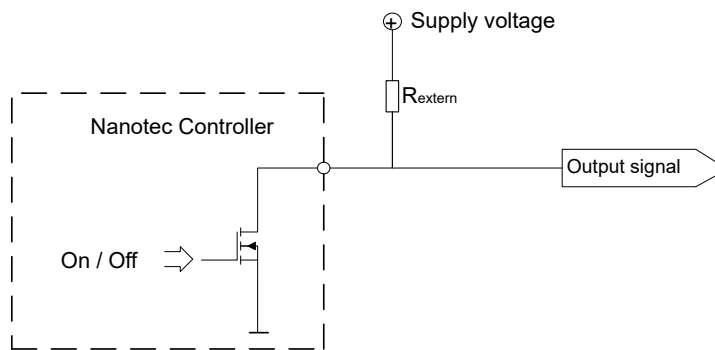 Supply voltage
Rextern
Nanotec Controller
Output signal
On / Off